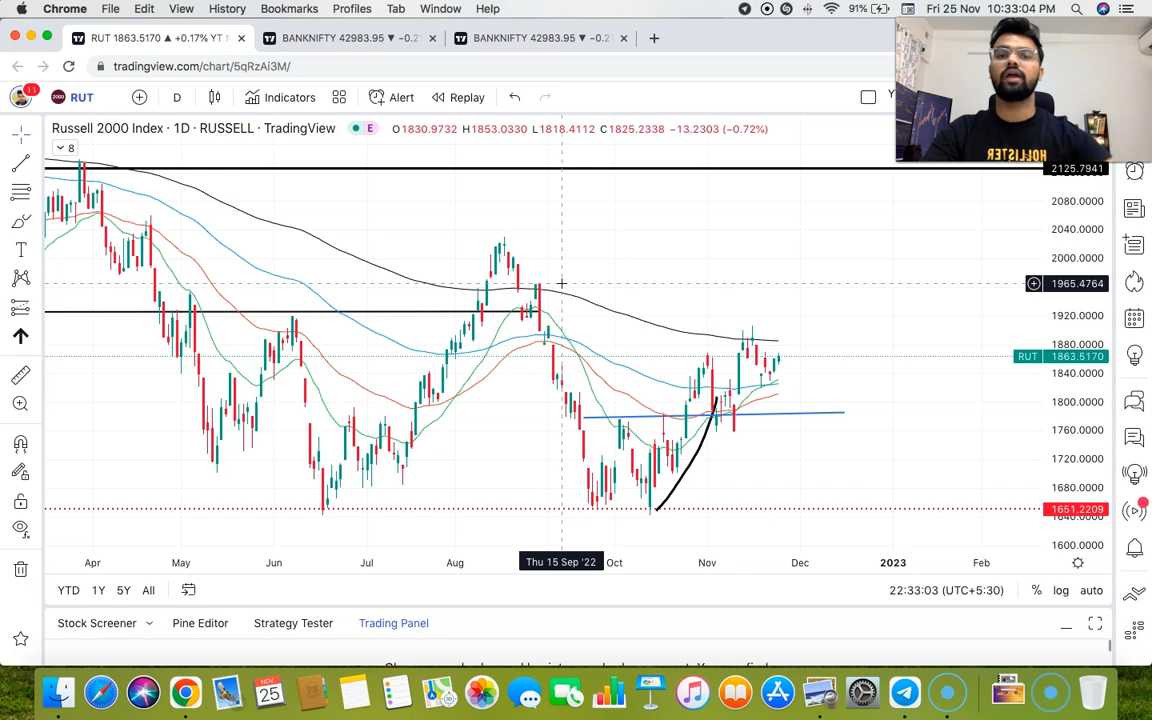 Chrome File Edit View History Bookmarks Profiles Tab Window Help 91% Fri 25 Nov 10:33:04 PM
RUT 1863.5170 ▲ +0.17% YT BANKNIFTY 42983.95 ▼ −0.2 BANKNIFTY 42983.95 ▼ −0.2
tradingview.com/chart/5qRzAi3M/
11 2000 RUT D Indicators Alert Replay
Russell 2000 Index · 1D · RUSSELL · TradingView E O1830.9732 H1853.0330 L1818.4112 C1825.2338 −13.2303 (−0.72%)
8
HOLLISTER
2125.7941
2080.0000
2040.0000
2000.0000
1965.4764
1920.0000
1880.0000
RUT 1863.5170
1840.0000
1800.0000
1760.0000
1720.0000
1680.0000
1651.2209
1640.0000
1600.0000
Apr May Jun Jul Aug Thu 15 Sep '22 Oct Nov Dec 2023 Feb
YTD 1Y 5Y All 22:33:03 (UTC+5:30) % log auto
Stock Screener Pine Editor Strategy Tester Trading Panel
NOV
25